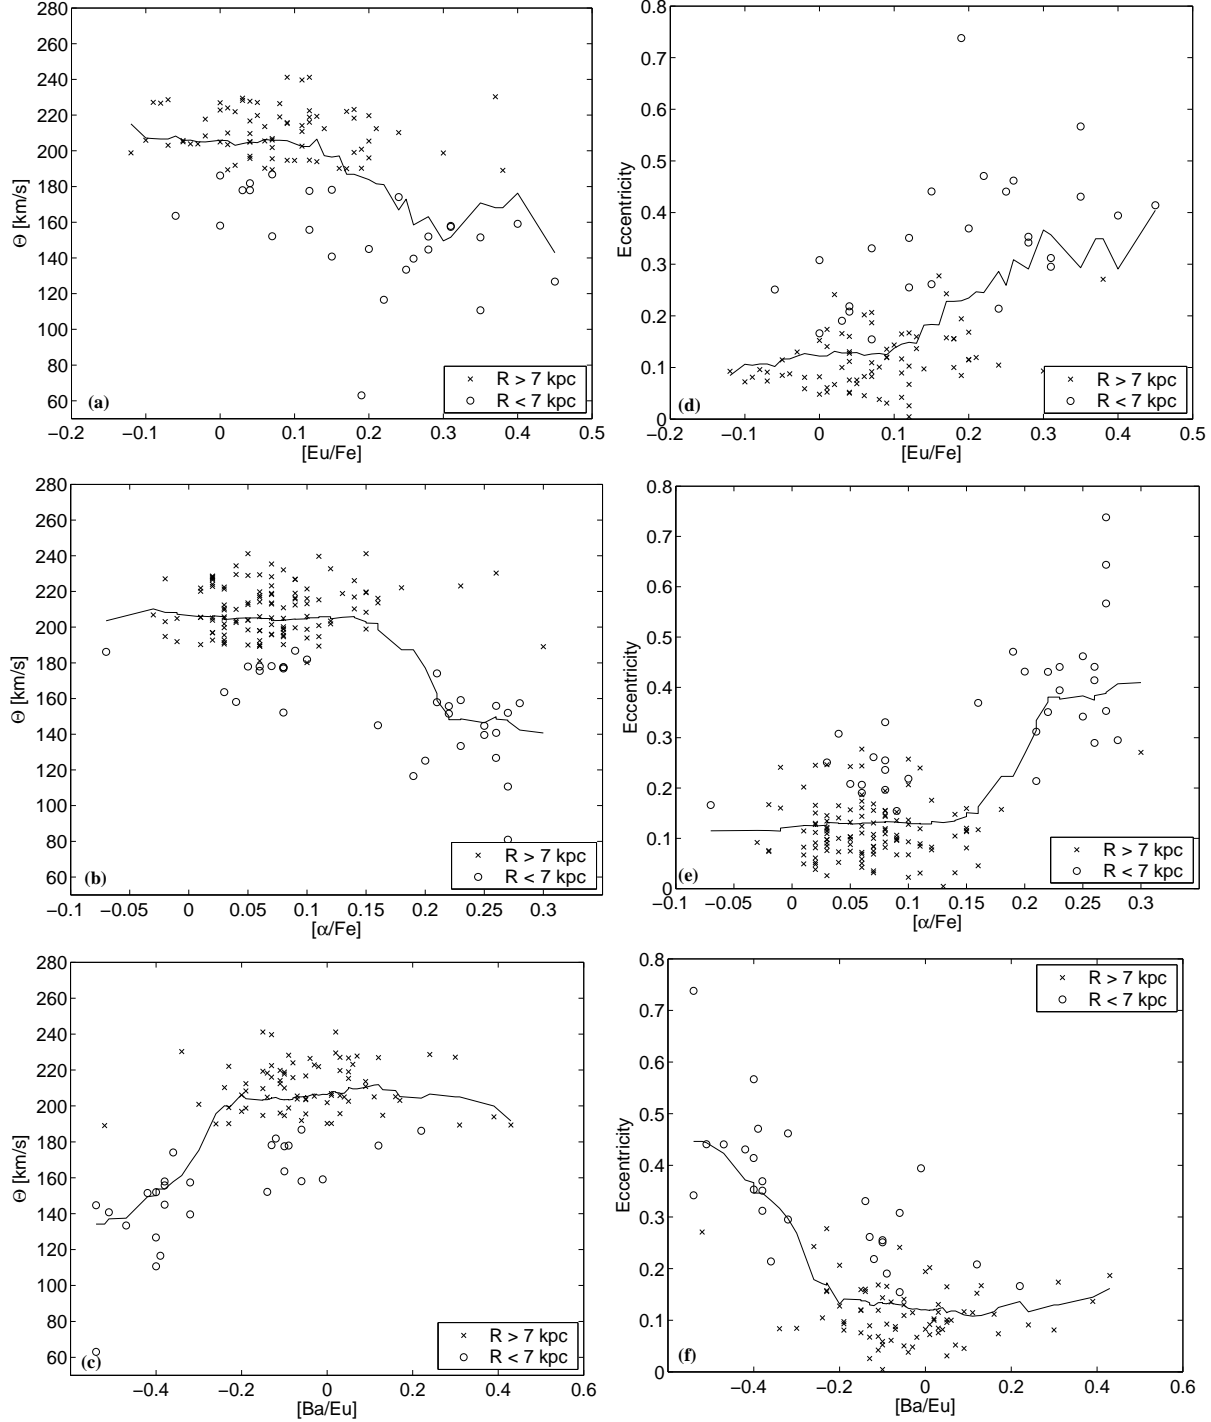 280
260
240
220
200
180
160
140
120
100
80
60
Θ [km/s]
(a)
× R > 7 kpc
○ R < 7 kpc
−0.2 −0.1 0 0.1 0.2 0.3 0.4 0.5
[Eu/Fe]
0.8
0.7
0.6
0.5
0.4
0.3
0.2
0.1
0
Eccentricity
(d)
× R > 7 kpc
○ R < 7 kpc
−0.2 −0.1 0 0.1 0.2 0.3 0.4 0.5
[Eu/Fe]
280
260
240
220
200
180
160
140
120
100
80
60
Θ [km/s]
(b)
× R > 7 kpc
○ R < 7 kpc
−0.1 −0.05 0 0.05 0.1 0.15 0.2 0.25 0.3
[α/Fe]
0.8
0.7
0.6
0.5
0.4
0.3
0.2
0.1
0
Eccentricity
(e)
× R > 7 kpc
○ R < 7 kpc
−0.1 −0.05 0 0.05 0.1 0.15 0.2 0.25 0.3
[α/Fe]
280
260
240
220
200
180
160
140
120
100
80
60
Θ [km/s]
(c)
× R > 7 kpc
○ R < 7 kpc
−0.4 −0.2 0 0.2 0.4 0.6
[Ba/Eu]
0.8
0.7
0.6
0.5
0.4
0.3
0.2
0.1
0
Eccentricity
× R > 7 kpc
○ R < 7 kpc
(f)
−0.4 −0.2 0 0.2 0.4 0.6
[Ba/Eu]